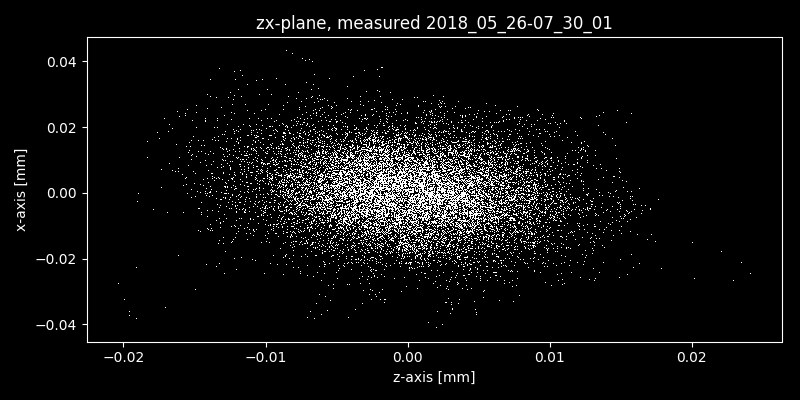 zx-plane, measured 2018_05_26-07_30_01
0.04
0.02
0.00
−0.02
−0.04
x-axis [mm]
−0.02 −0.01 0.00 0.01 0.02
z-axis [mm]